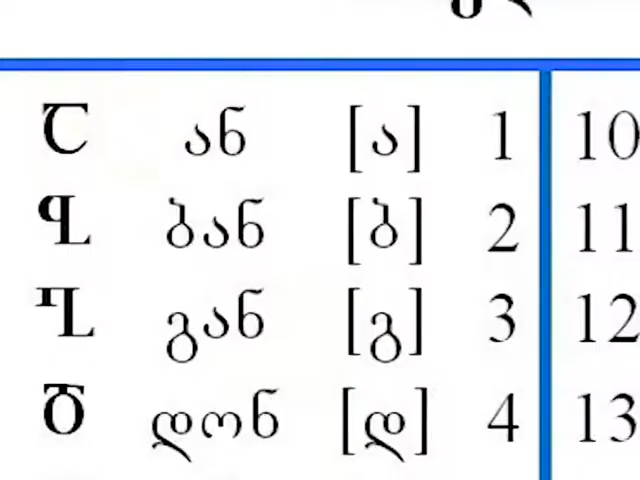 Ⴀ ან [ა] 1 10
Ⴁ ბან [ბ] 2 11
Ⴂ გან [გ] 3 12
Ⴃ დონ [დ] 4 13